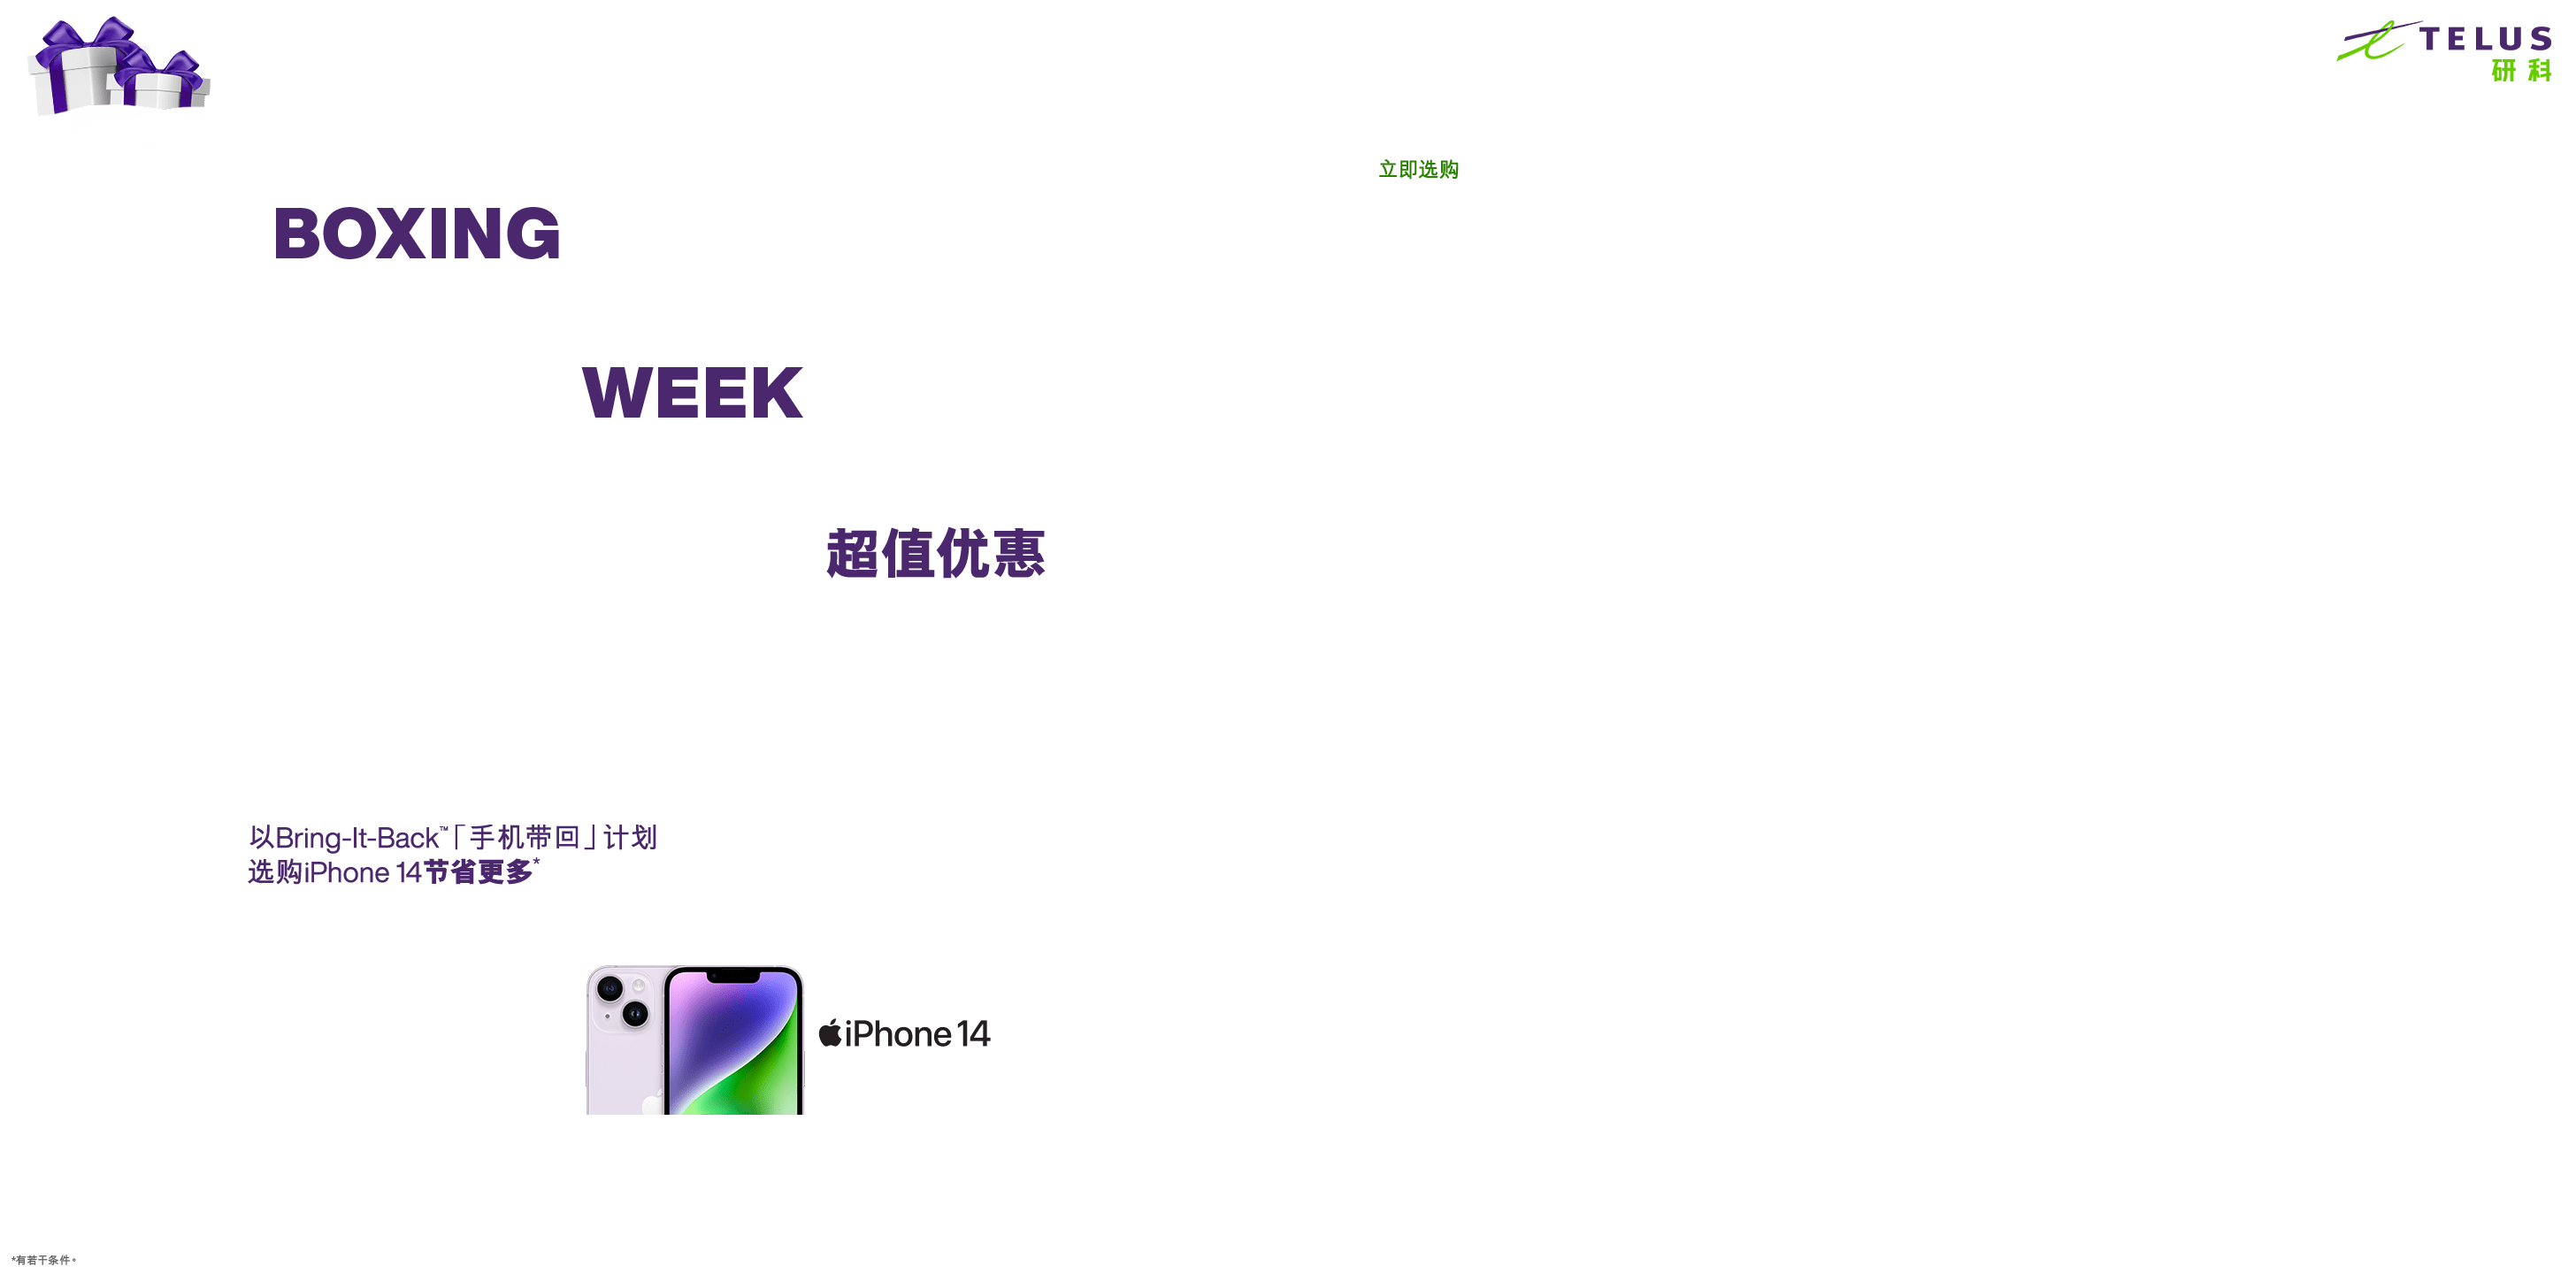 TELUS
研科
立即选购
BOXING
WEEK
超值优惠
以Bring-It-Back™「手机带回」计划
选购iPhone 14节省更多*
iPhone 14
*有若干条件。